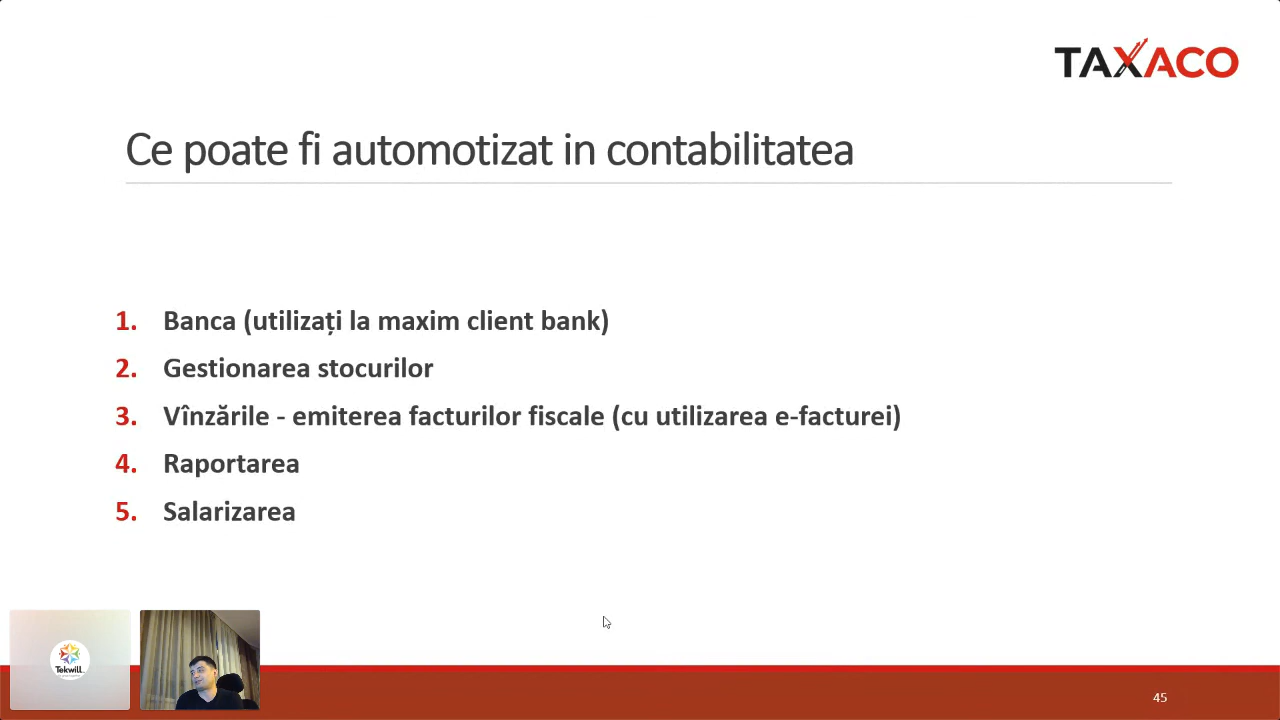 TAXACO
Ce poate fi automotizat in contabilitatea
1. Banca (utilizați la maxim client bank)
2. Gestionarea stocurilor
3. Vînzările - emiterea facturilor fiscale (cu utilizarea e-facturei)
4. Raportarea
5. Salarizarea
Tekwill
45